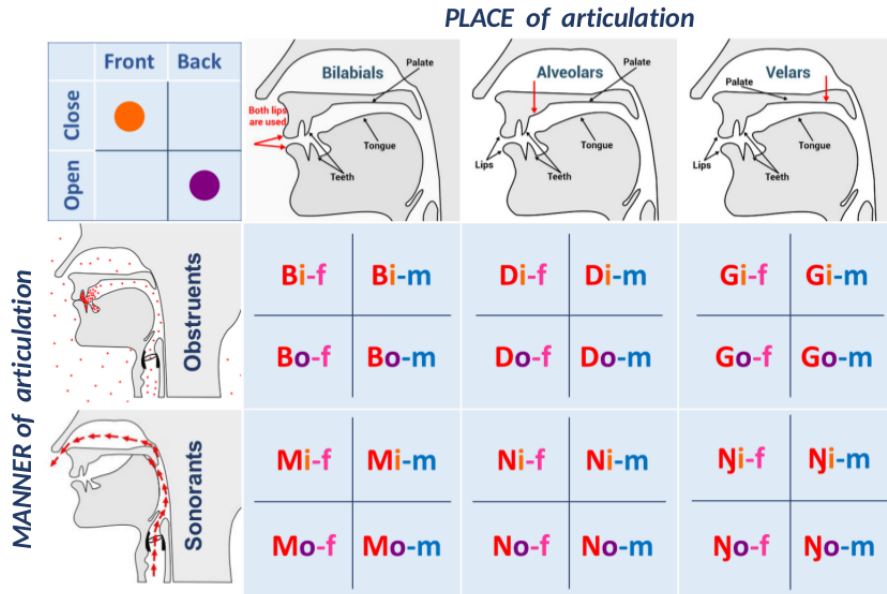 PLACE of articulation
Front Back
Close
Open
Bilabials
Palate
Both lips
are used
Tongue
Teeth
Alveolars
Palate
Lips
Tongue
Teeth
Velars
Palate
Lips
Tongue
Teeth
MANNER of articulation
Obstruents
Bi-f Bi-m Di-f Di-m Gi-f Gi-m
Bo-f Bo-m Do-f Do-m Go-f Go-m
Sonorants
Mi-f Mi-m Ni-f Ni-m Ŋi-f Ŋi-m
Mo-f Mo-m No-f No-m Ŋo-f Ŋo-m